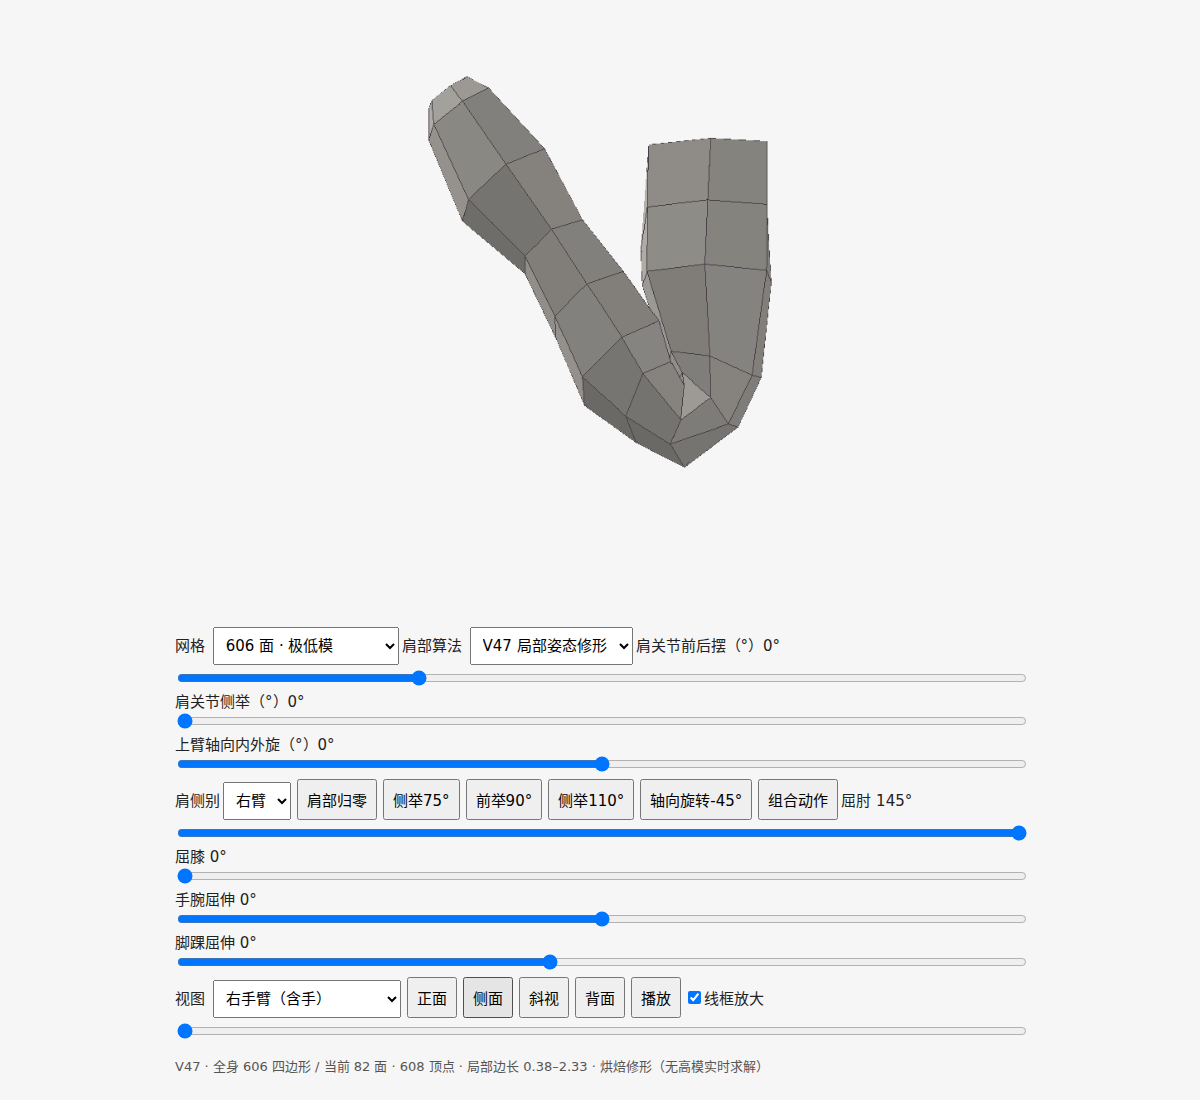 网格 606 面 · 极低模 肩部算法 V47 局部姿态修形 肩关节前后摆（°）0°
肩关节侧举（°）0°
上臂轴向内外旋（°）0°
肩侧别 右臂 肩部归零 侧举75° 前举90° 侧举110° 轴向旋转-45° 组合动作 屈肘 145°
屈膝 0°
手腕屈伸 0°
脚踝屈伸 0°
视图 右手臂（含手） 正面 侧面 斜视 背面 播放 线框放大
V47 · 全身 606 四边形 / 当前 82 面 · 608 顶点 · 局部边长 0.38–2.33 · 烘焙修形（无高模实时求解）